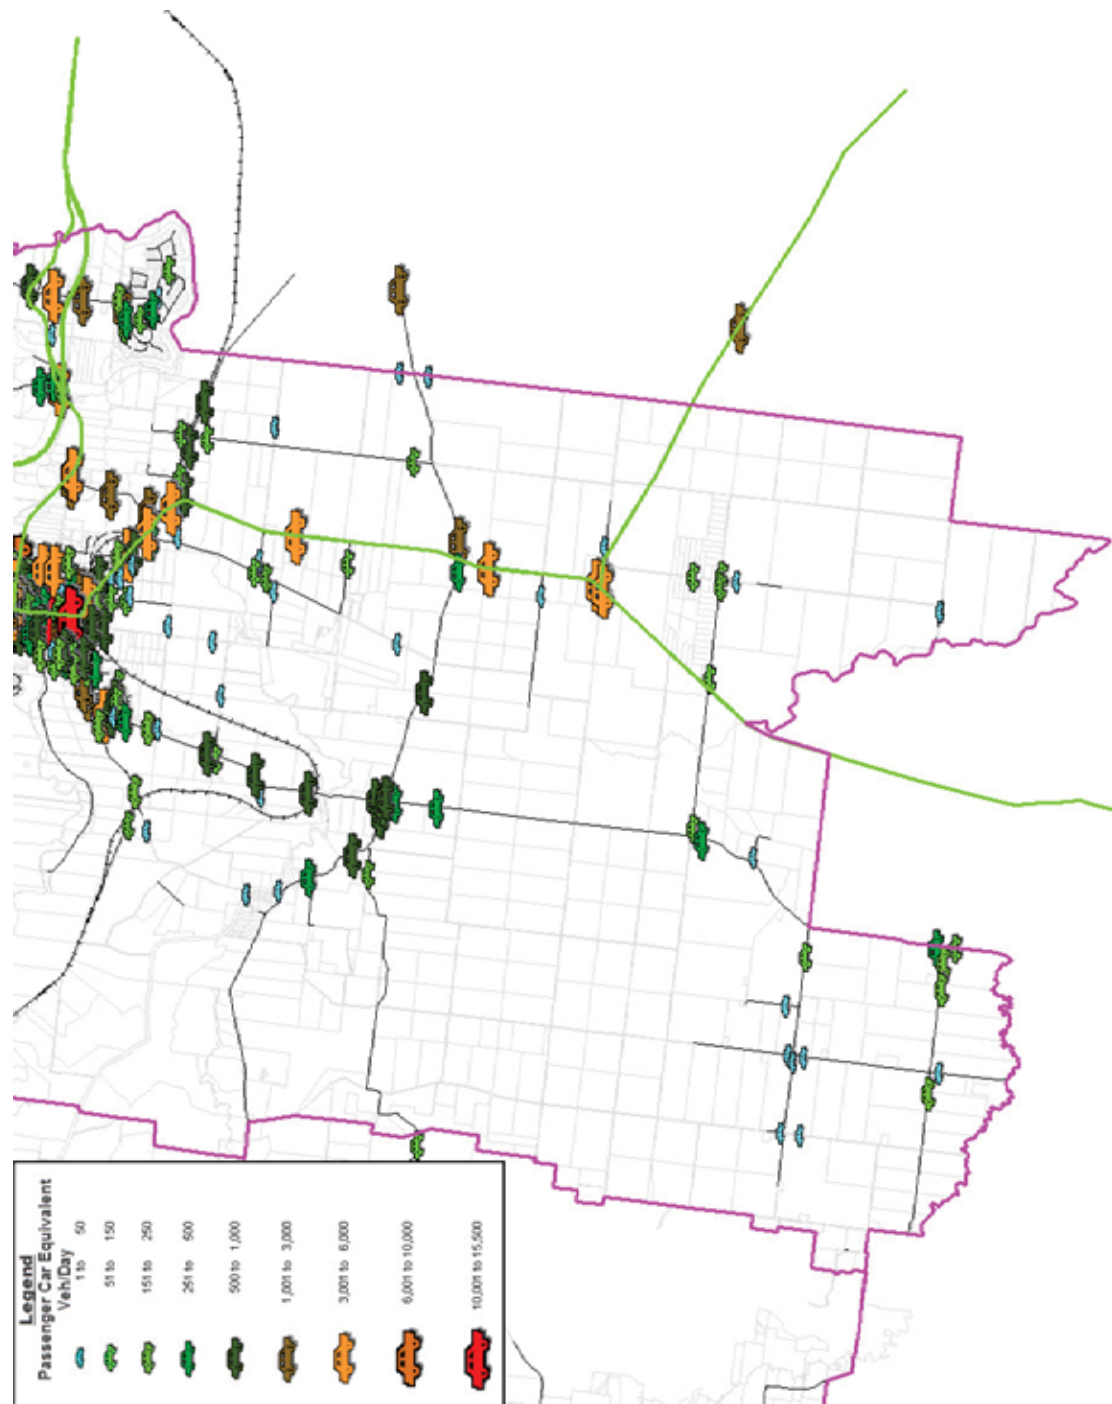 Legend
Passenger Car Equivalent
Veh/Day
1 to 50
51 to 150
151 to 250
251 to 500
500 to 1,000
1,001 to 3,000
3,001 to 6,000
6,001 to 10,000
10,001 to 15,500